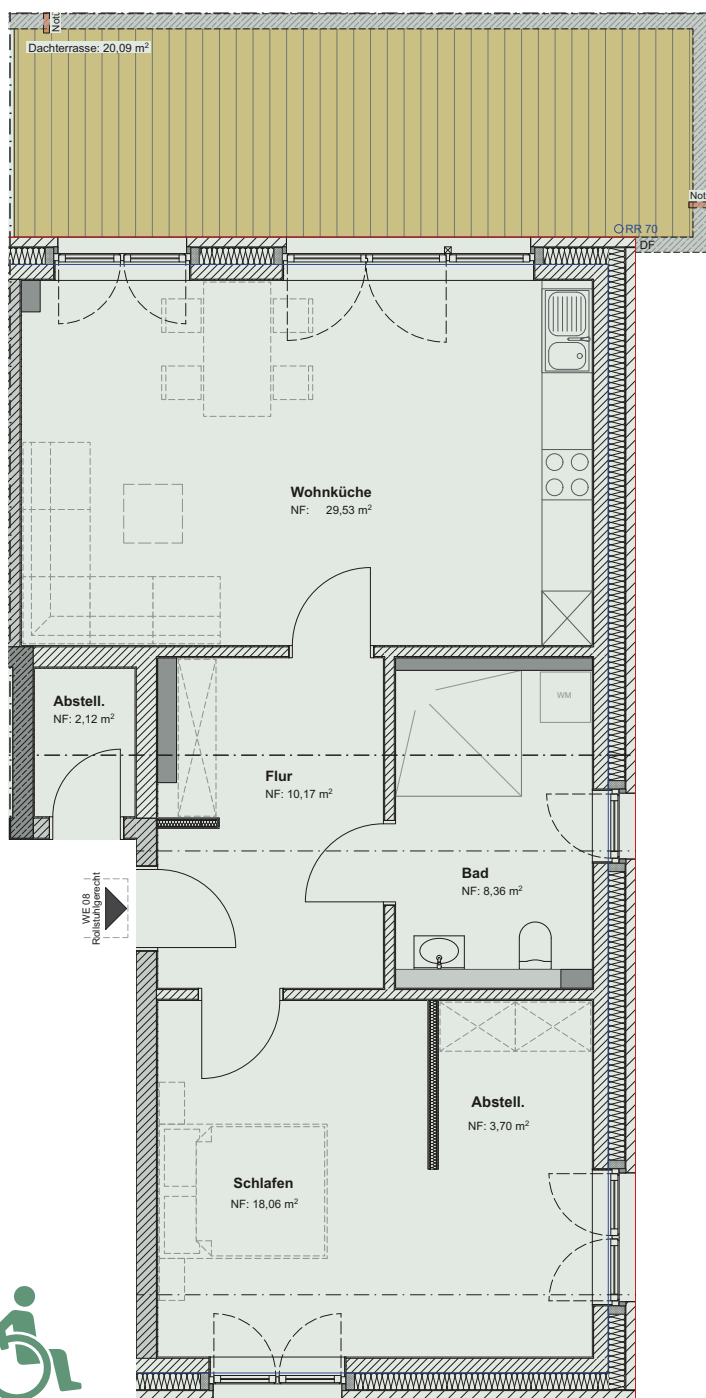 Dachterrasse: 20,09 m²
RR 70
DF
Wohnküche
NF: 29,53 m²
Abstell.
NF: 2,12 m²
Flur
NF: 10,17 m²
WM
Bad
NF: 8,36 m²
WE 08
Rollstuhlgerecht
Abstell.
NF: 3,70 m²
Schlafen
NF: 18,06 m²